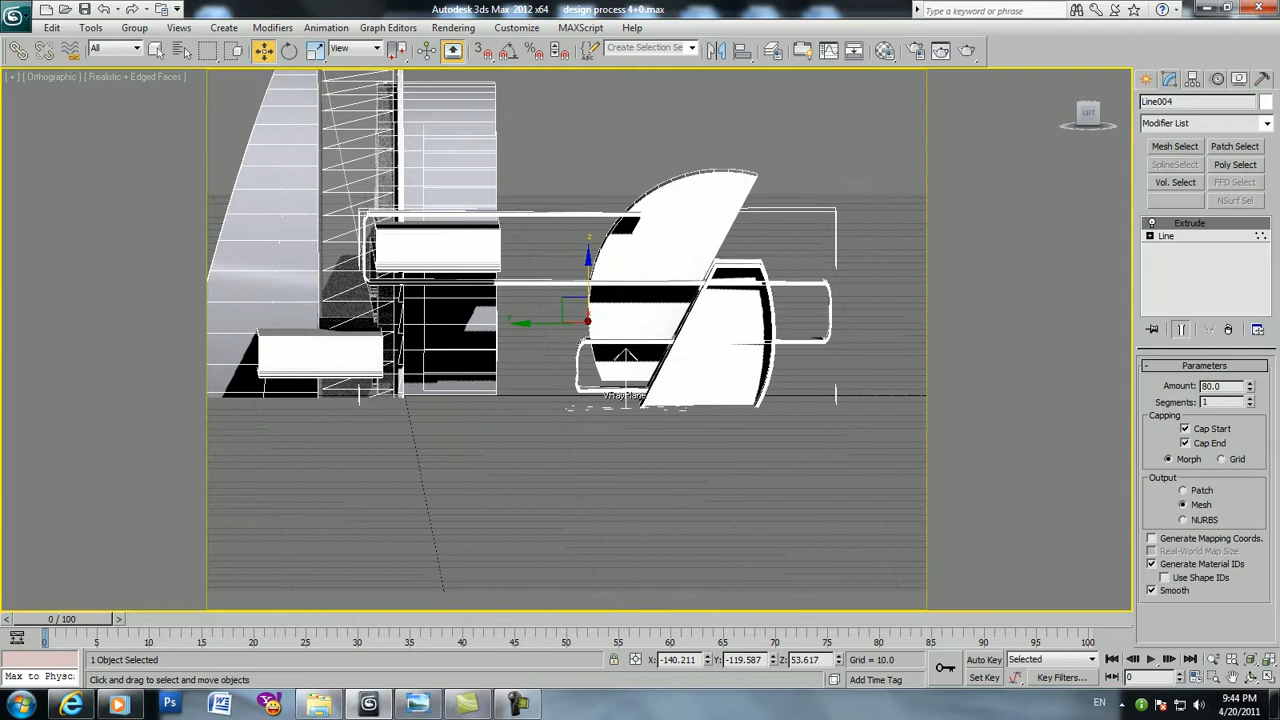 Autodesk 3ds Max 2012 x64 design process 4+0.max
Type a keyword or phrase
Edit Tools Group Views Create Modifiers Animation Graph Editors Rendering Customize MAXScript Help
All View Create Selection Se
[ + ] [ Orthographic ] [ Realistic + Edged Faces ]
LEFT
z
y
VRayPlane
Line004
Modifier List
Mesh Select Patch Select
SplineSelect Poly Select
Vol. Select FFD Select
NSurf Sel
Extrude
Line
Parameters
Amount: 80.0
Segments: 1
Capping
Cap Start
Cap End
Morph Grid
Output
Patch
Mesh
NURBS
Generate Mapping Coords.
Real-World Map Size
Generate Material IDs
Use Shape IDs
Smooth
0 / 100
0 5 10 15 20 25 30 35 40 45 50 55 60 65 70 75 80 85 90 95 100
1 Object Selected X: -140.211 Y: -119.587 Z: 53.617 Grid = 10.0 Auto Key Selected
Max to Physc: Click and drag to select and move objects Add Time Tag Set Key Key Filters... 0
Ps
EN 9:44 PM
4/20/2011